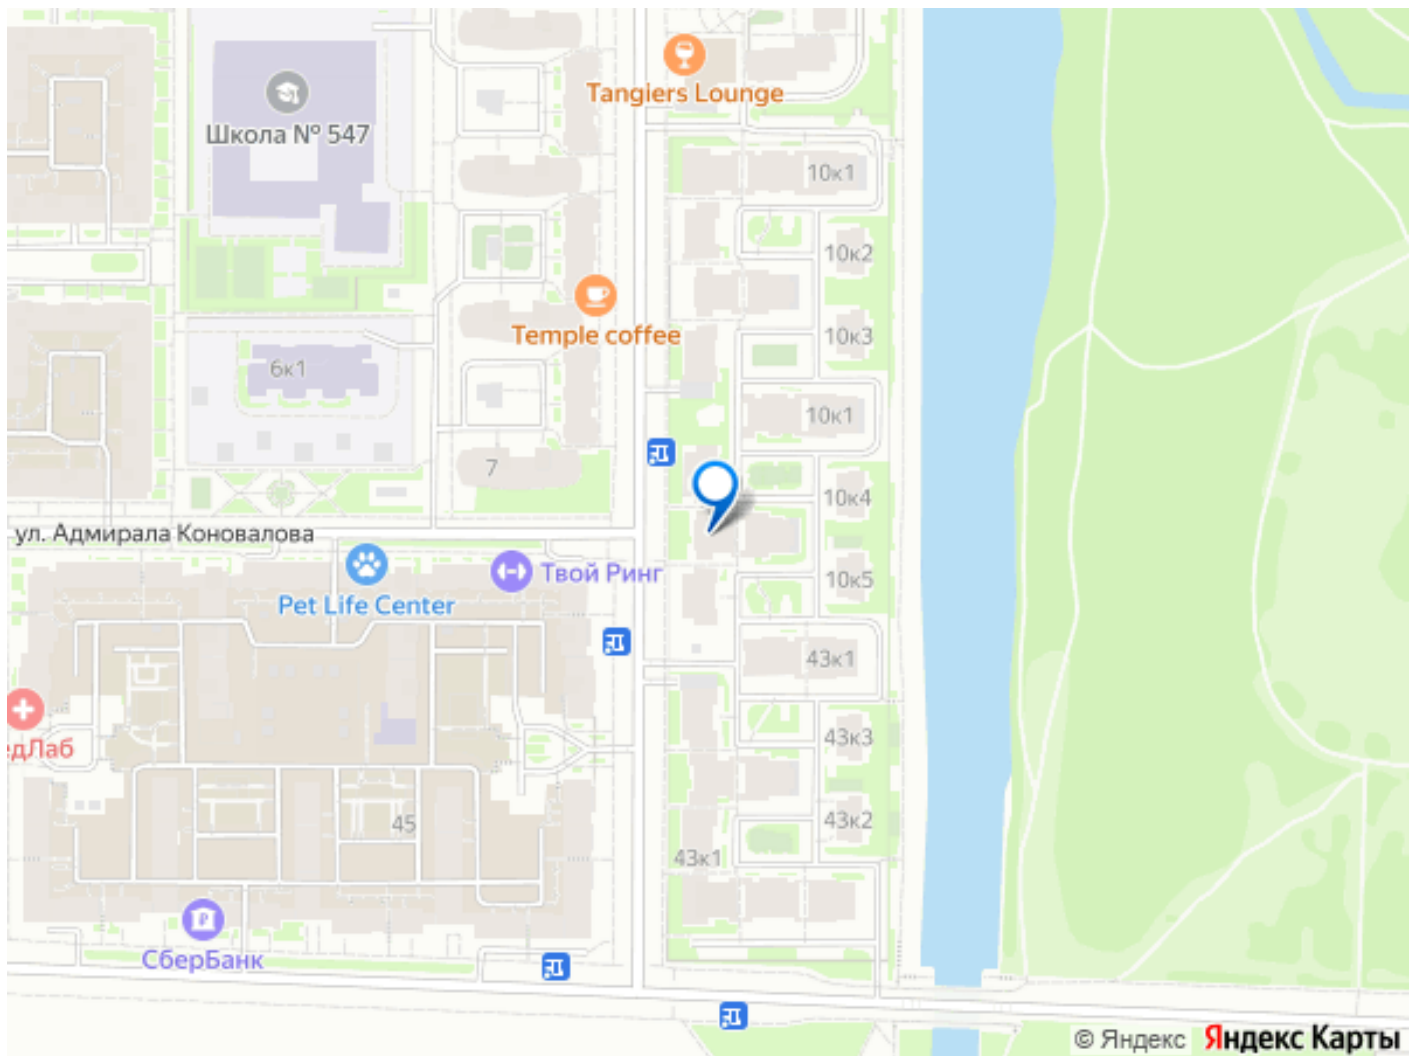 Tangiers Lounge
Школа № 547
10к1
10к2
Temple coffee
10к3
6к1
10к1
7
10к4
ул. Адмирала Коновалова
Твой Ринг
10к5
Pet Life Center
43к1
едЛаб
43к3
45
43к2
43к1
СберБанк
© Яндекс Яндекс Карты